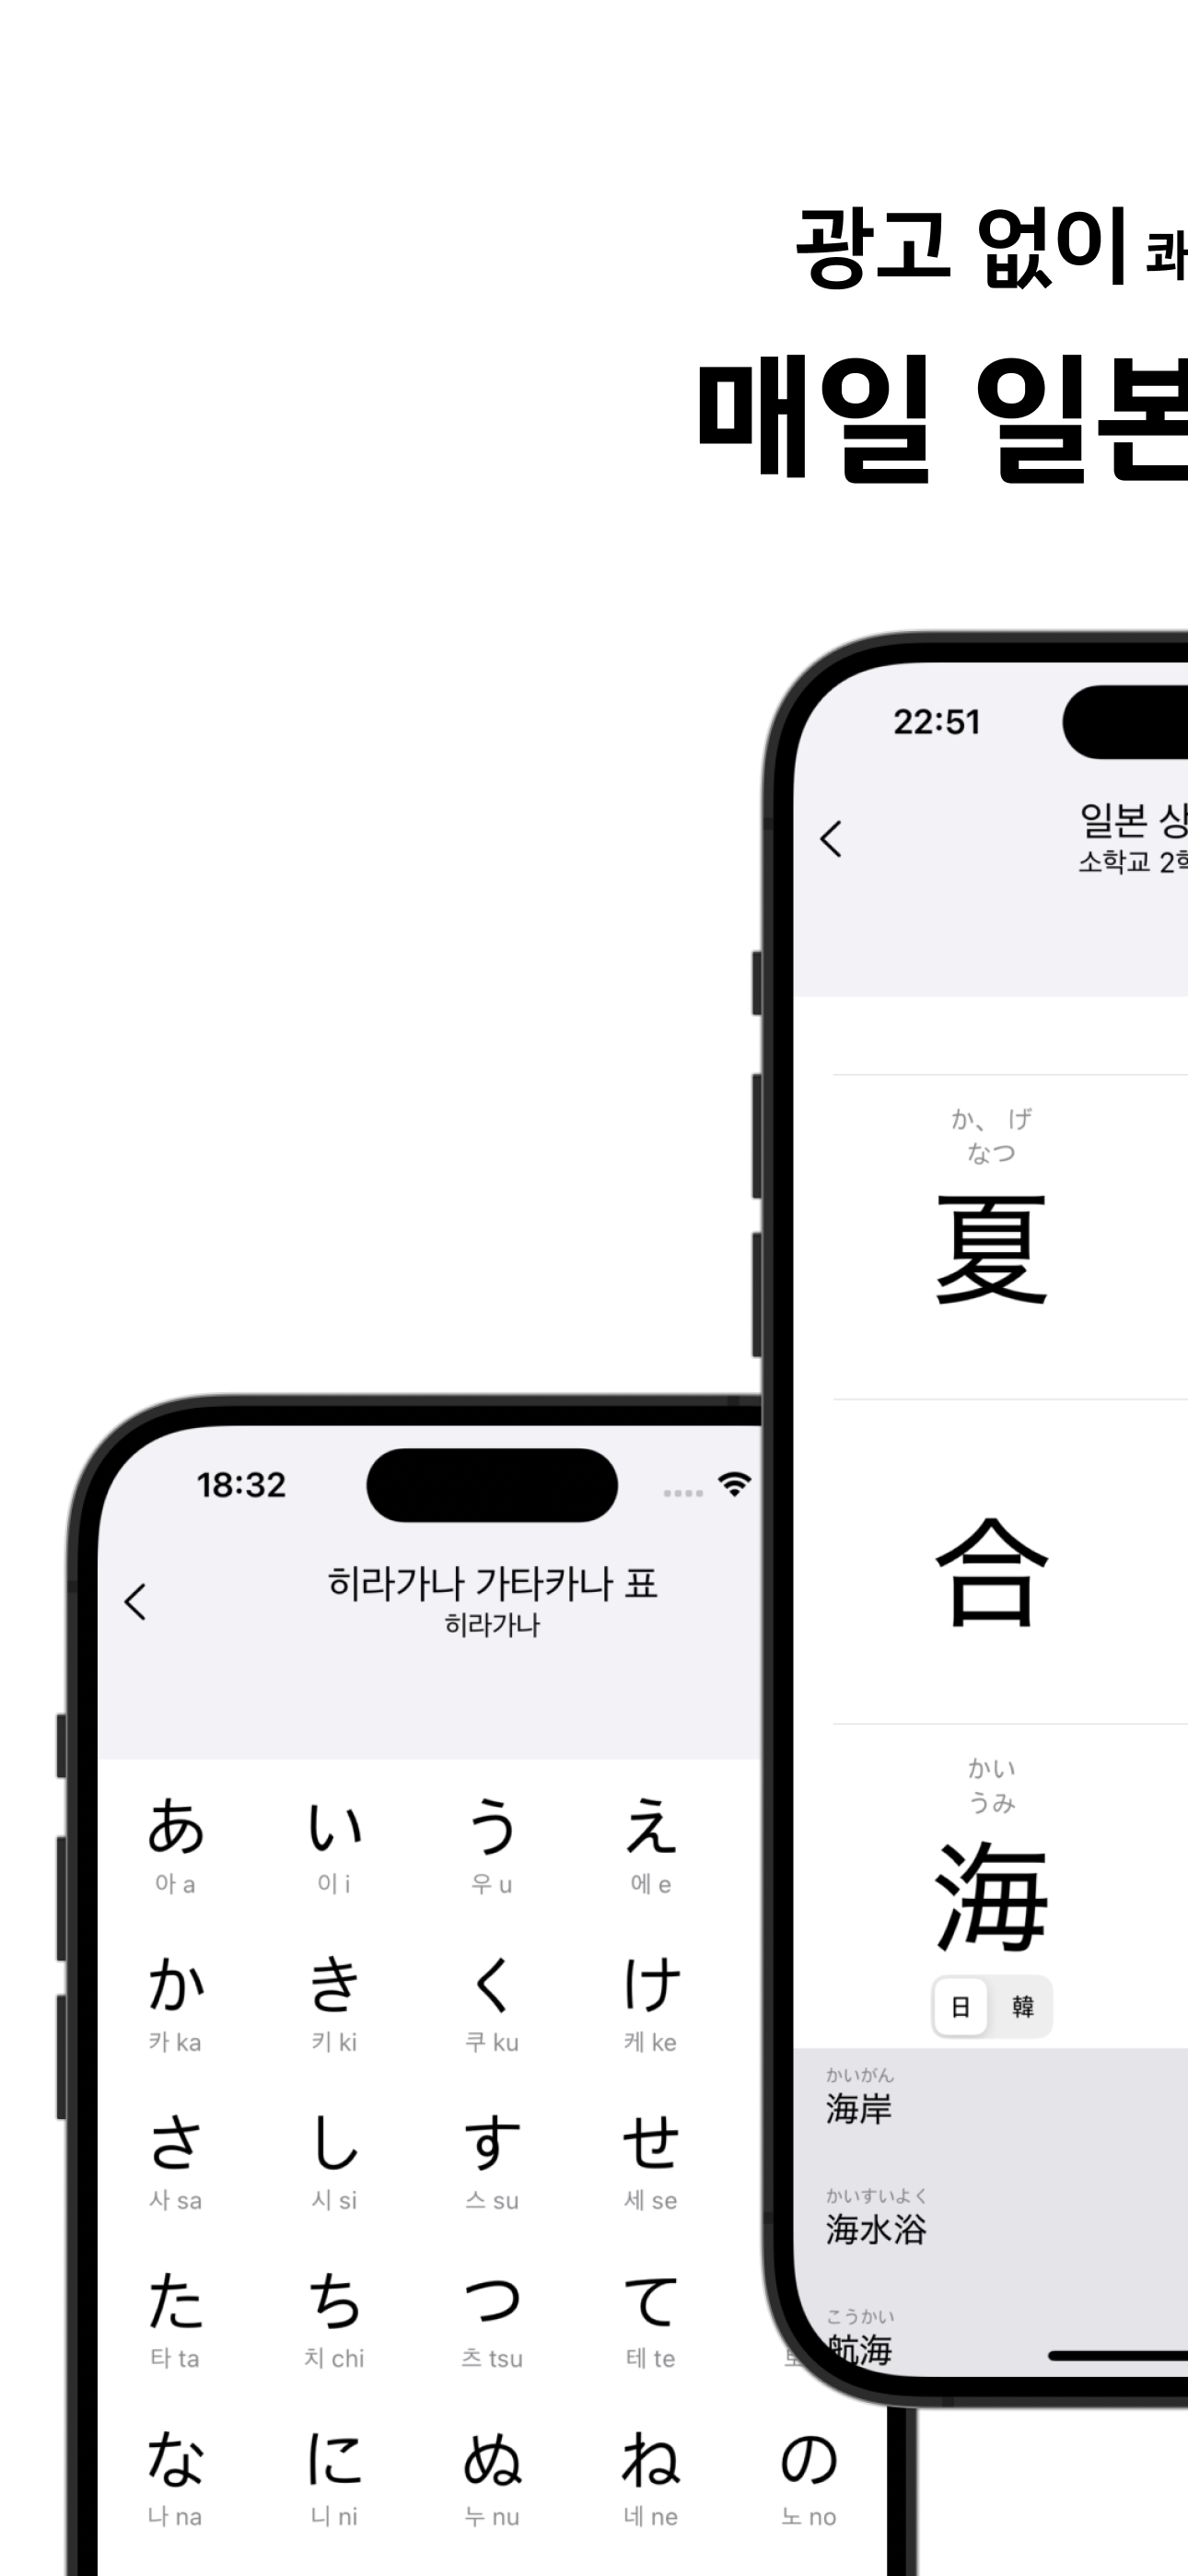 광고 없이 쾌
매일 일본
22:51
일본 상
소학교 2학
か、げ
なつ
夏
合
かい
うみ
海
日 韓
かいがん
海岸
かいすいよく
海水浴
こうかい
航海
18:32
히라가나 가타카나 표
히라가나
あ い う え
아 a 이 i 우 u 에 e
か き く け
카 ka 키 ki 쿠 ku 케 ke
さ し す せ
사 sa 시 si 스 su 세 se
た ち つ て
타 ta 치 chi 츠 tsu 테 te
な に ぬ ね の
나 na 니 ni 누 nu 네 ne 노 no